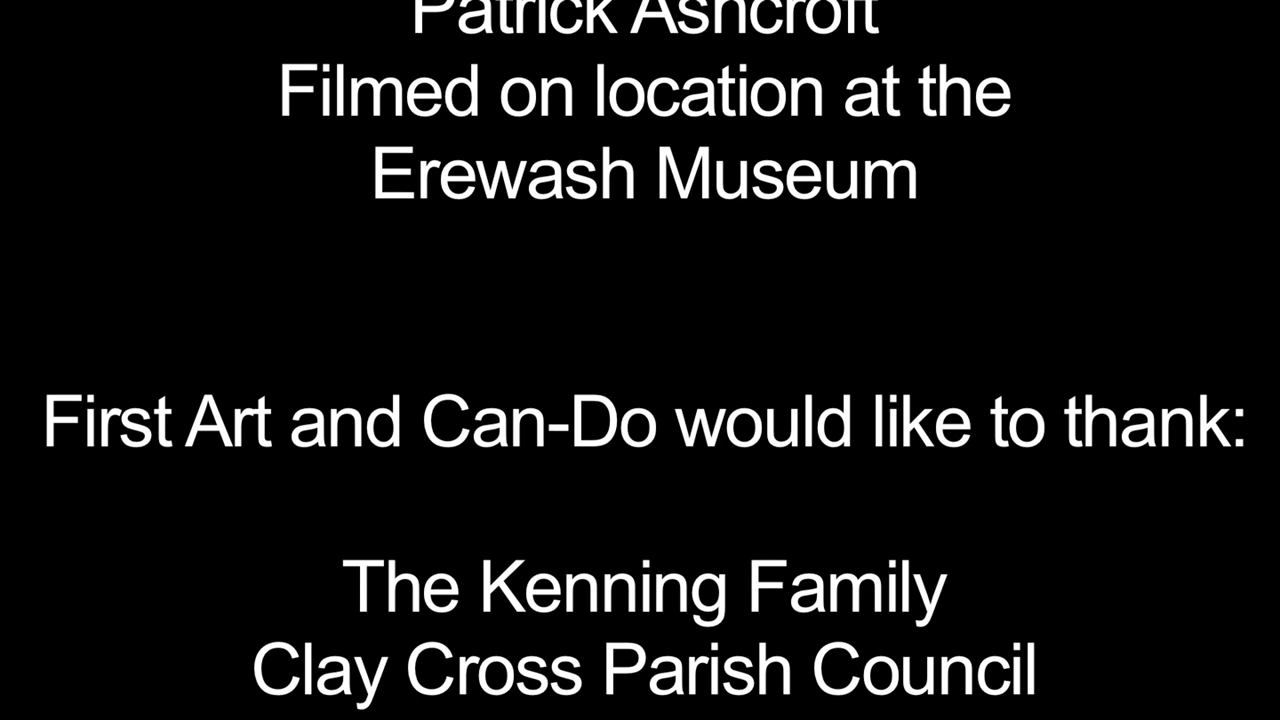 Patrick Ashcroft
Filmed on location at the
Erewash Museum
First Art and Can-Do would like to thank:
The Kenning Family
Clay Cross Parish Council